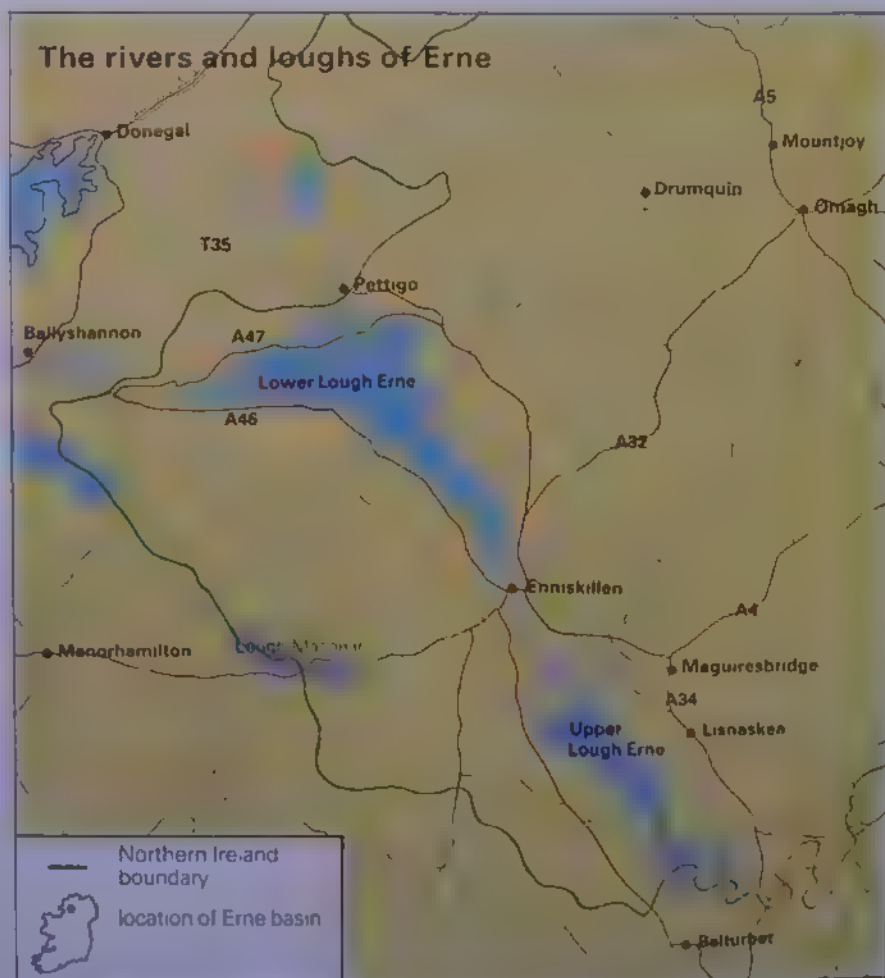 The rivers and loughs of Erne
A5
Donegal
Mountjoy
Drumquin
Omagh
T35
Pettigo
Ballyshannon
A47
Lower Lough Erne
A46
A32
Enniskillen
A4
Manorhamilton
Lough
Maguiresbridge
A34
Upper
Lough Erne
Lisnaskea
Northern Ireland
boundary
location of Erne basin
Belturbet